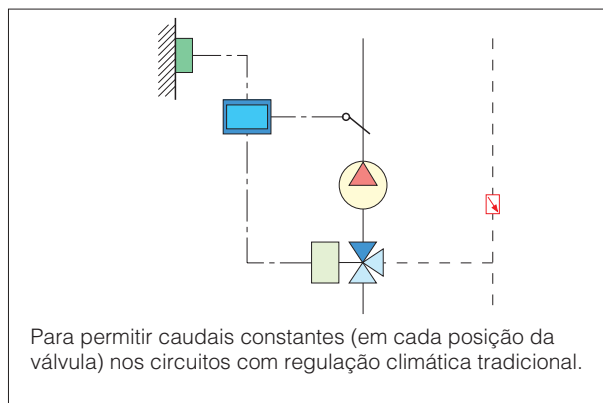 Para permitir caudais constantes (em cada posição da
válvula) nos circuitos com regulação climática tradicional.